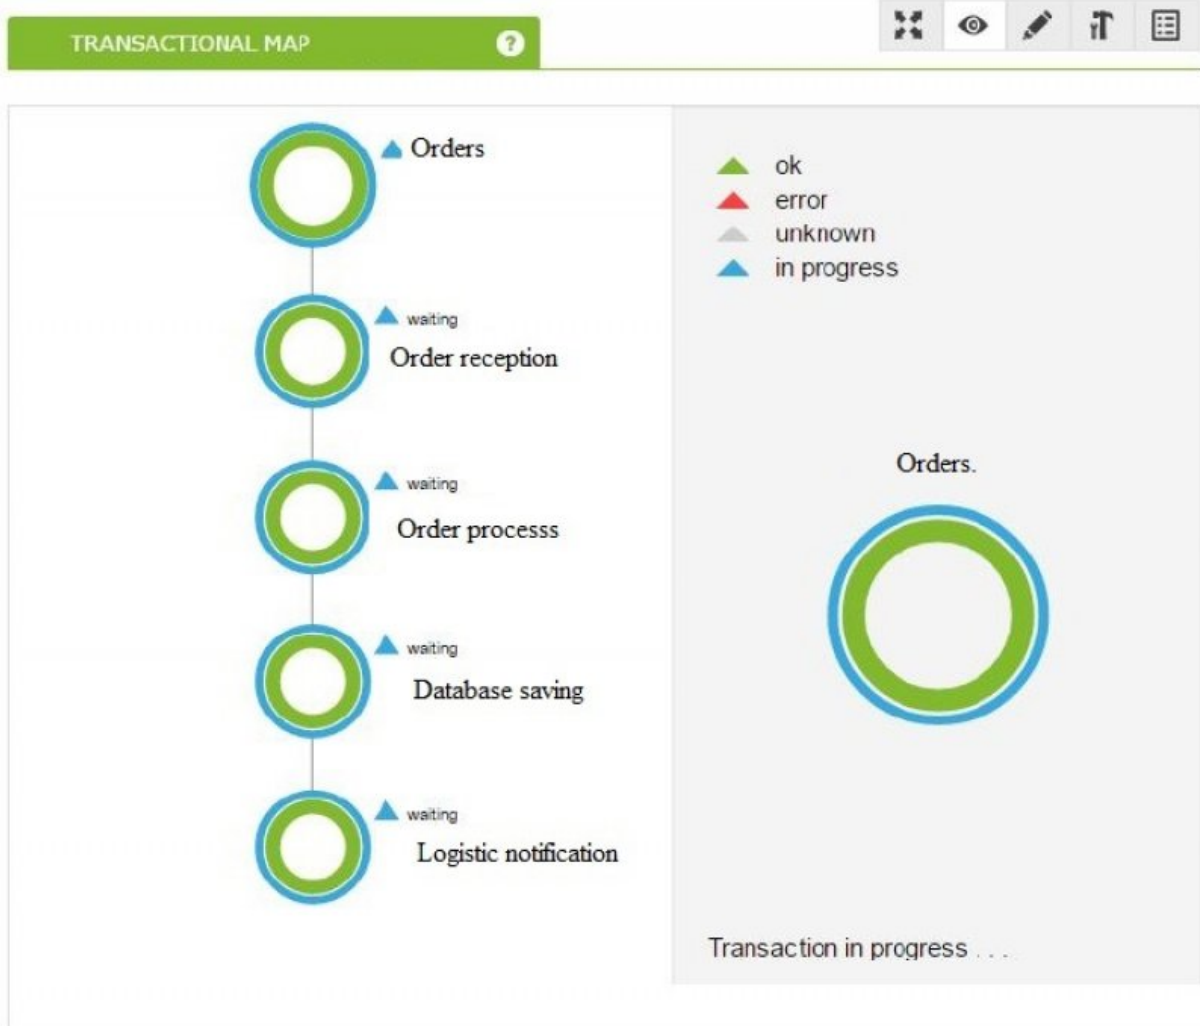 TRANSACTIONAL MAP ?
Orders
waiting
Order reception
waiting
Order processs
waiting
Database saving
waiting
Logistic notification
ok
error
unknown
in progress
Orders.
Transaction in progress . . .